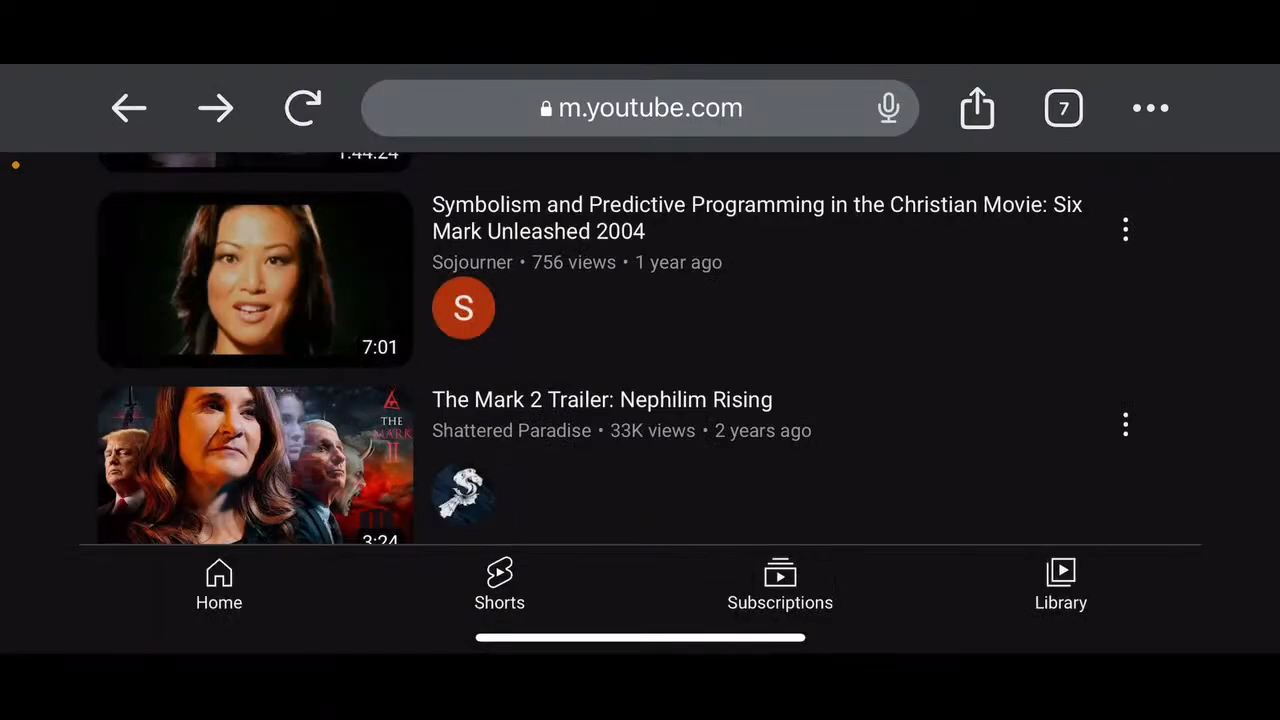 m.youtube.com
7
1:44:24
Symbolism and Predictive Programming in the Christian Movie: Six
Mark Unleashed 2004
Sojourner • 756 views • 1 year ago
S
7:01
The Mark 2 Trailer: Nephilim Rising
Shattered Paradise • 33K views • 2 years ago
THE
MARK
II
3:24
Home
Shorts
Subscriptions
Library